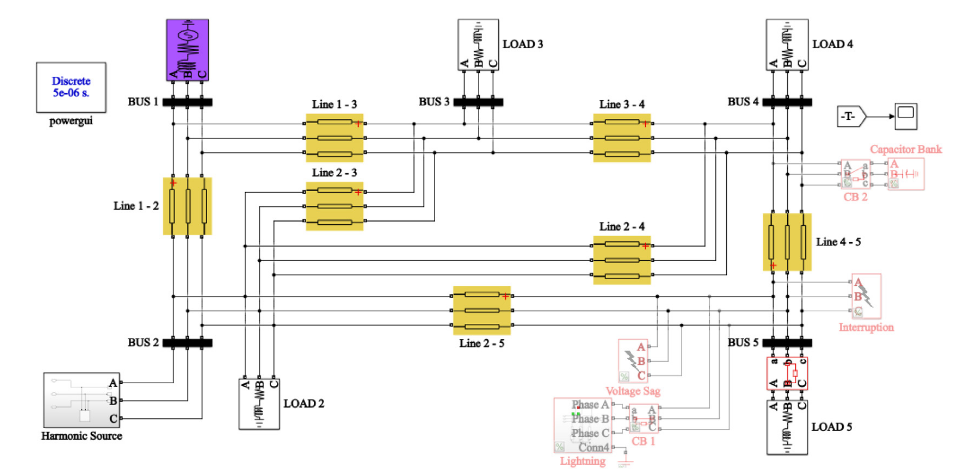 A B C
LOAD 3
A B C
LOAD 4
A B C
Discrete
5e-06 s.
powergui
BUS 1
BUS 3
BUS 4
Line 1 - 3
Line 3 - 4
-T-
Capacitor Bank
A a A
B b B
C c C
CB 2
Line 2 - 3
Line 1 - 2
Line 2 - 4
Line 4 - 5
A
B
C
Interruption
Line 2 - 5
BUS 2
BUS 5
A
B
C
Voltage Sag
a b c
A B C
A
B
C
Harmonic Source
A B C
LOAD 2
Phase A
Phase B
Phase C
Conn4
Lightning
a A
b B
c C
CB 1
A B C
LOAD 5